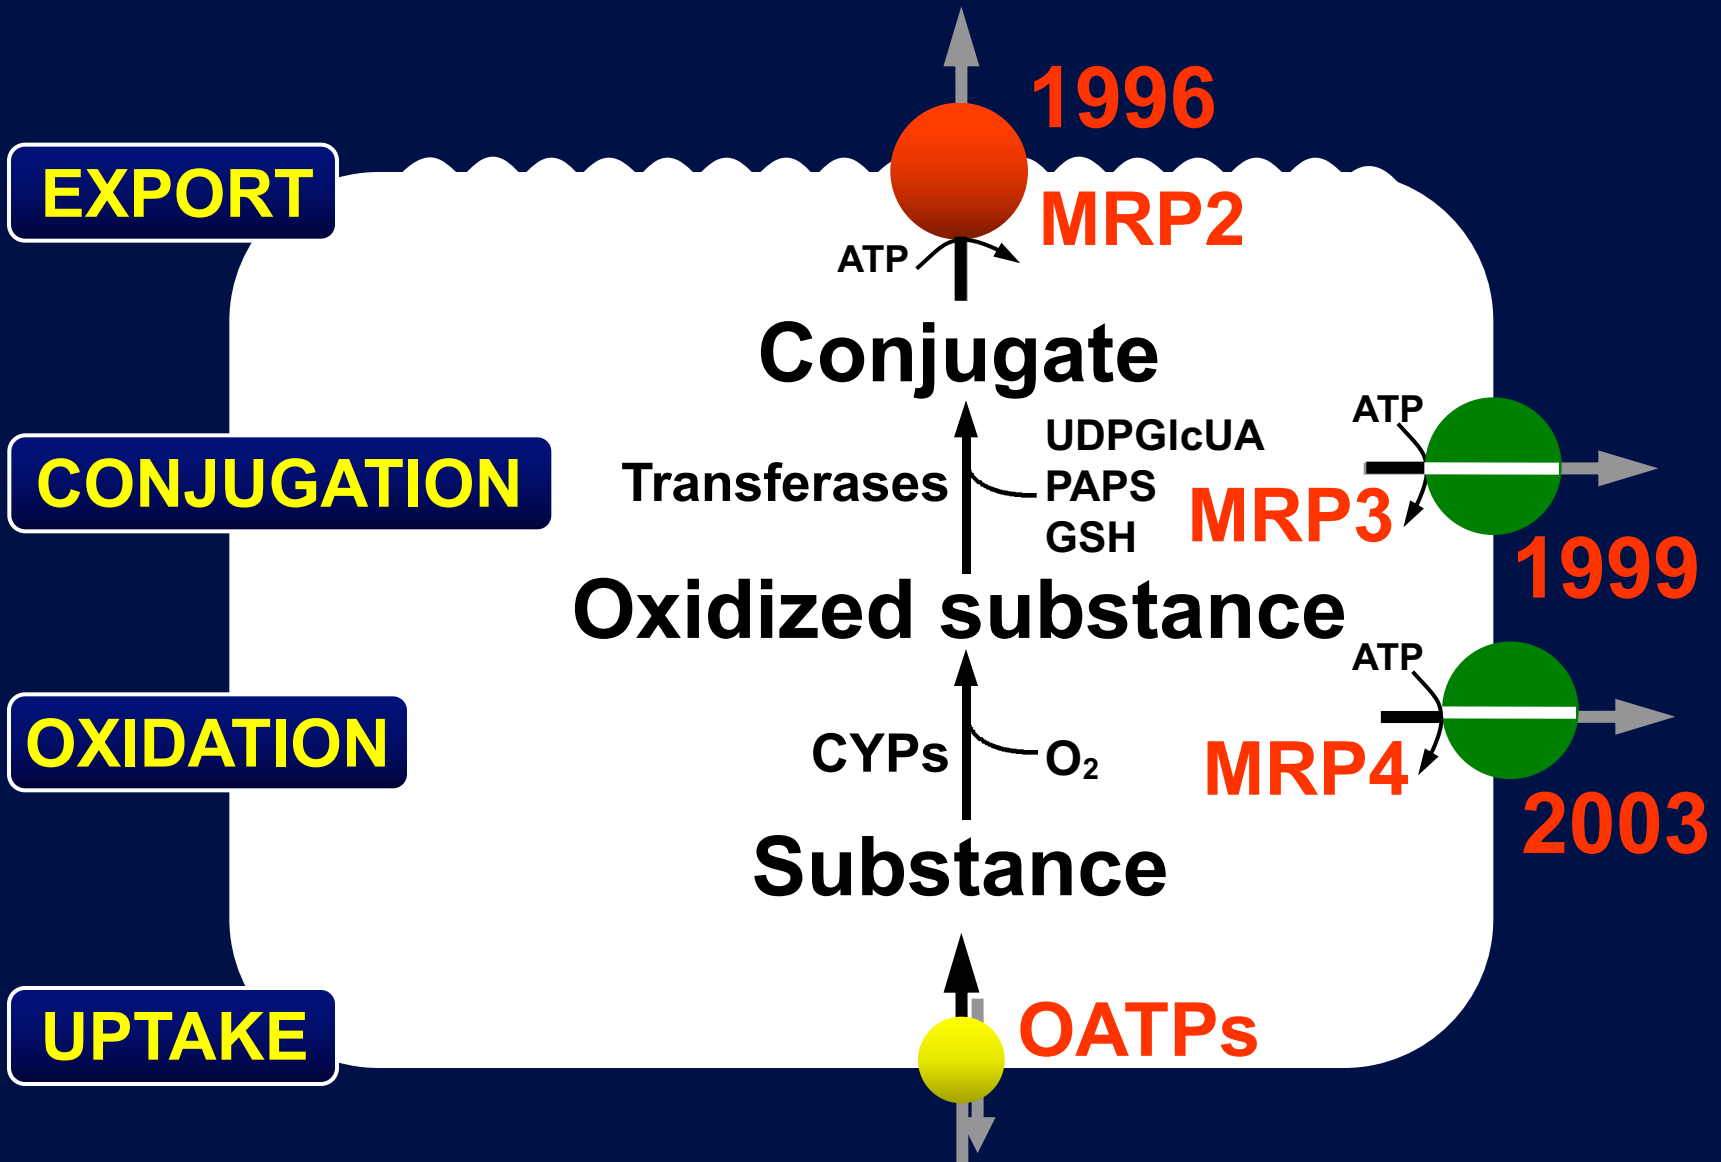 1996
EXPORT
MRP2
ATP
Conjugate
ATP
UDPGlcUA
CONJUGATION
Transferases
PAPS
MRP3
GSH
1999
Oxidized substance
ATP
OXIDATION
CYPs
O₂
MRP4
2003
Substance
UPTAKE
OATPs